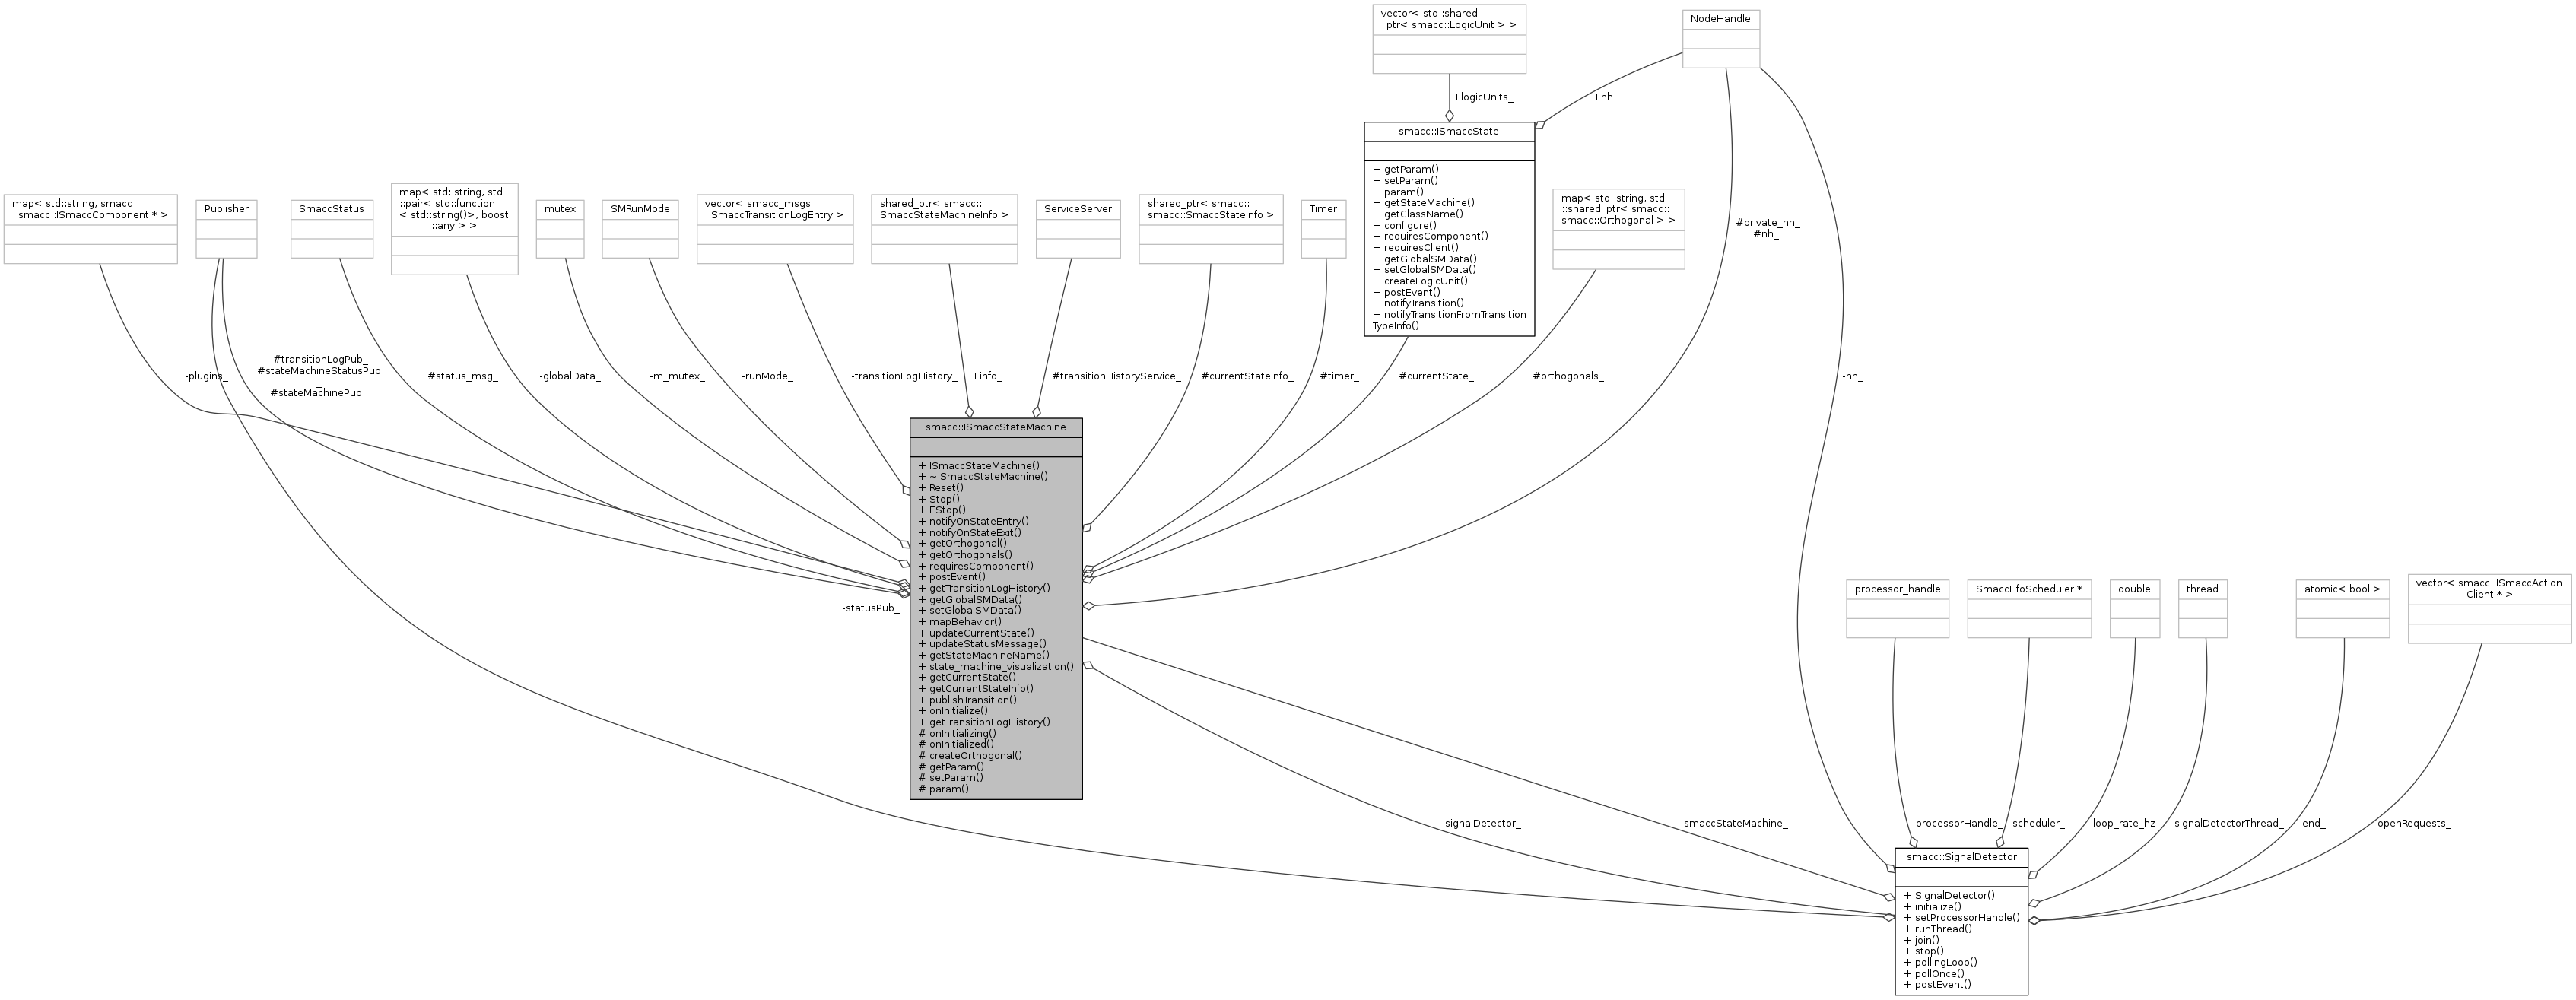 vector< std::shared
_ptr< smacc::LogicUnit > >
NodeHandle
+logicUnits_
+nh
smacc::ISmaccState
+ getParam()
+ setParam()
+ param()
+ getStateMachine()
+ getClassName()
+ configure()
+ requiresComponent()
+ requiresClient()
+ getGlobalSMData()
+ setGlobalSMData()
+ createLogicUnit()
+ postEvent()
+ notifyTransition()
+ notifyTransitionFromTransition
TypeInfo()
map< std::string, smacc
::smacc::ISmaccComponent * >
Publisher
SmaccStatus
map< std::string, std
::pair< std::function
< std::string()>, boost
::any > >
mutex
SMRunMode
vector< smacc_msgs
::SmaccTransitionLogEntry >
shared_ptr< smacc::
SmaccStateMachineInfo >
ServiceServer
shared_ptr< smacc::
smacc::SmaccStateInfo >
Timer
map< std::string, std
::shared_ptr< smacc::
smacc::Orthogonal > >
#private_nh_
#nh_
-plugins_
#transitionLogPub_
#stateMachineStatusPub
_
#stateMachinePub_
#status_msg_
-globalData_
-m_mutex_
-runMode_
-transitionLogHistory_
+info_
#transitionHistoryService_
#currentStateInfo_
#timer_
#currentState_
#orthogonals_
-nh_
smacc::ISmaccStateMachine
+ ISmaccStateMachine()
+ ~ISmaccStateMachine()
+ Reset()
+ Stop()
+ EStop()
+ notifyOnStateEntry()
+ notifyOnStateExit()
+ getOrthogonal()
+ getOrthogonals()
+ requiresComponent()
+ postEvent()
+ getTransitionLogHistory()
+ getGlobalSMData()
+ setGlobalSMData()
+ mapBehavior()
+ updateCurrentState()
+ updateStatusMessage()
+ getStateMachineName()
+ state_machine_visualization()
+ getCurrentState()
+ getCurrentStateInfo()
+ publishTransition()
+ onInitialize()
+ getTransitionLogHistory()
# onInitializing()
# onInitialized()
# createOrthogonal()
# getParam()
# setParam()
# param()
-statusPub_
processor_handle
SmaccFifoScheduler *
double
thread
atomic< bool >
vector< smacc::ISmaccAction
Client * >
-signalDetector_
-smaccStateMachine_
-processorHandle_
-scheduler_
-loop_rate_hz
-signalDetectorThread_
-end_
-openRequests_
smacc::SignalDetector
+ SignalDetector()
+ initialize()
+ setProcessorHandle()
+ runThread()
+ join()
+ stop()
+ pollingLoop()
+ pollOnce()
+ postEvent()